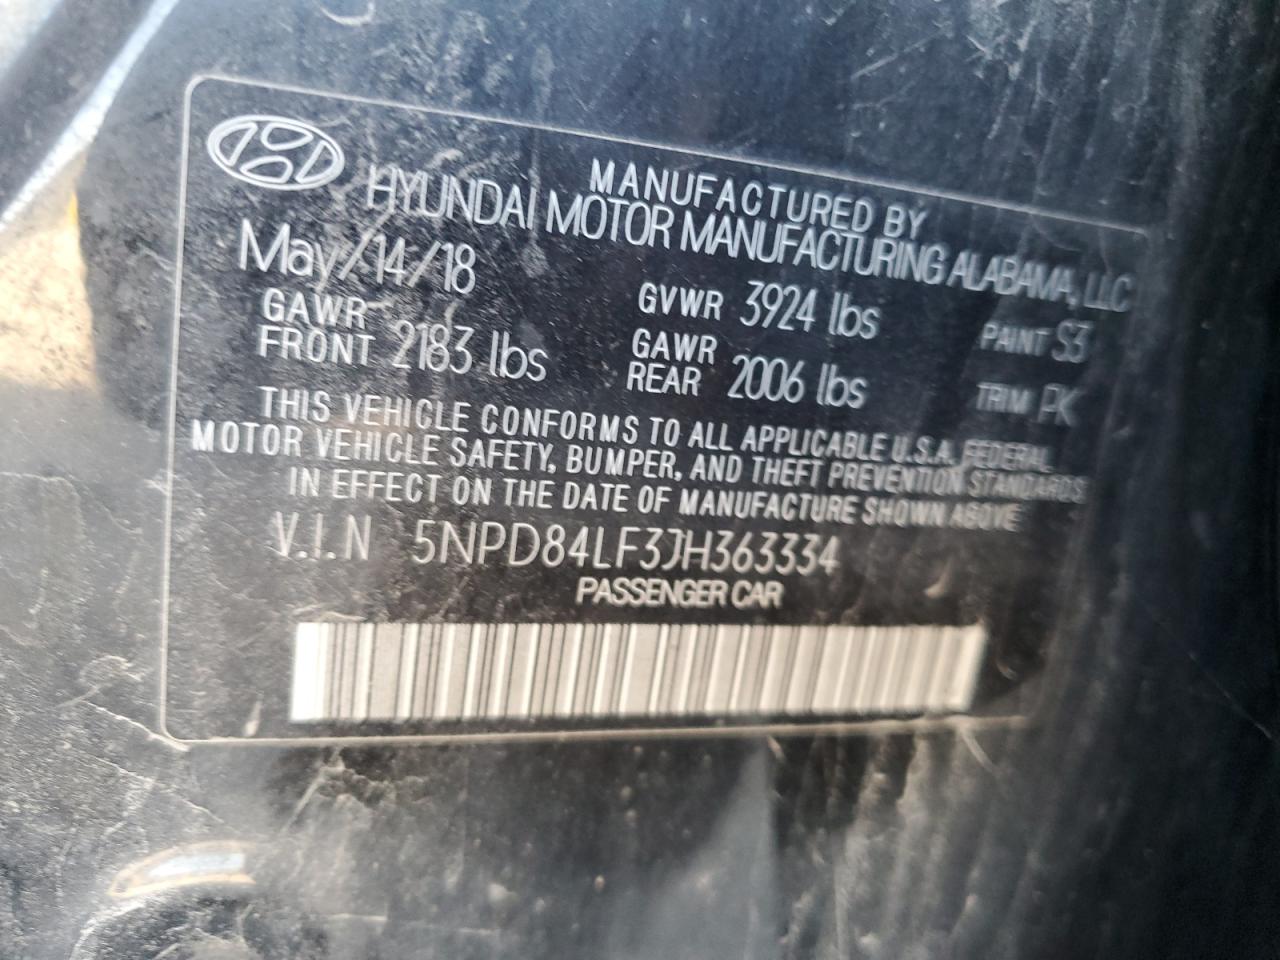 MANUFACTURED BY
HYUNDAI MOTOR MANUFACTURING ALABAMA, LLC
May/14/18
GVWR 3924 lbs
PAINT S3
GAWR FRONT 2183 lbs
GAWR REAR 2006 lbs
TRIM PK
THIS VEHICLE CONFORMS TO ALL APPLICABLE U.S.A. FEDERAL
MOTOR VEHICLE SAFETY, BUMPER, AND THEFT PREVENTION STANDARDS
IN EFFECT ON THE DATE OF MANUFACTURE SHOWN ABOVE
V.I.N 5NPD84LF3JH363334
PASSENGER CAR